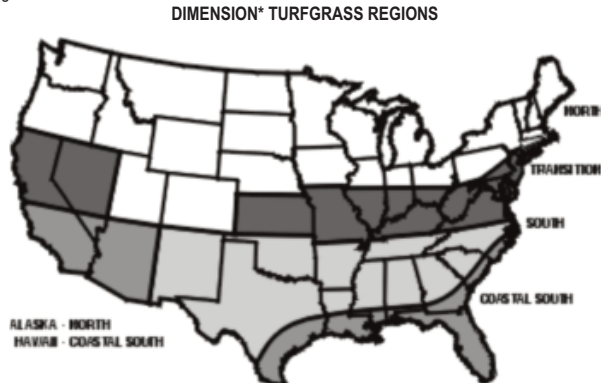 DIMENSION* TURFGRASS REGIONS
NORTH
TRANSITION
SOUTH
COASTAL SOUTH
ALASKA - NORTH
HAWAII - COASTAL SOUTH